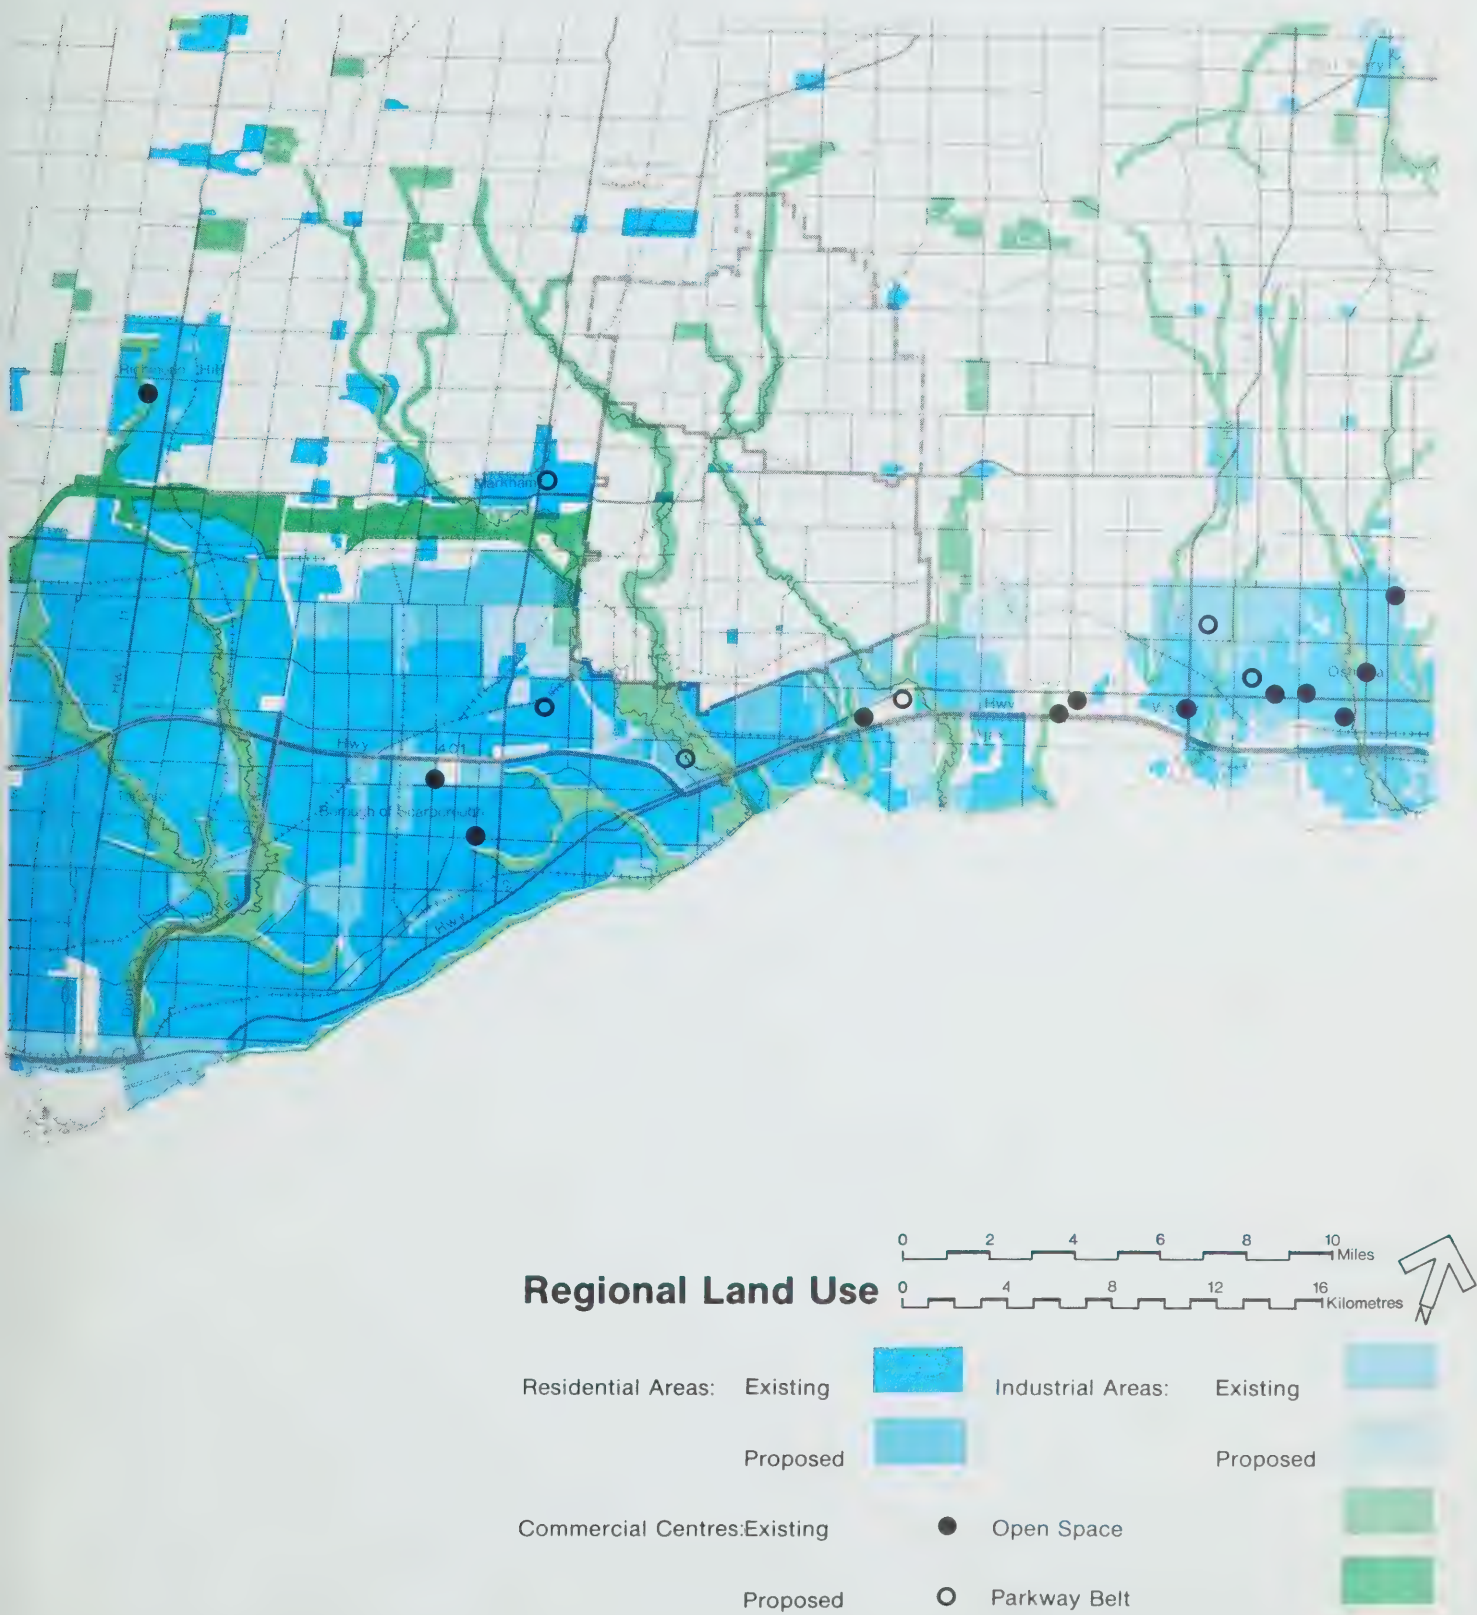 Richmond Hill
Markham
Hwy
Hwy
401
Hwy
Borough of Scarborough
Hwy
Oshawa
0 2 4 6 8 10
Miles
Regional Land Use
0 4 8 12 16
Kilometres
N
Residential Areas: Existing Industrial Areas: Existing
Proposed Proposed
Commercial Centres: Existing Open Space
Proposed Parkway Belt